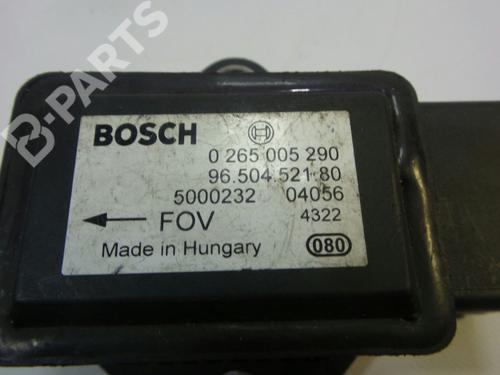 B-PARTS
BOSCH
0 265 005 290
96.504.521 80
5000232 04056
FOV 4322
Made in Hungary 080